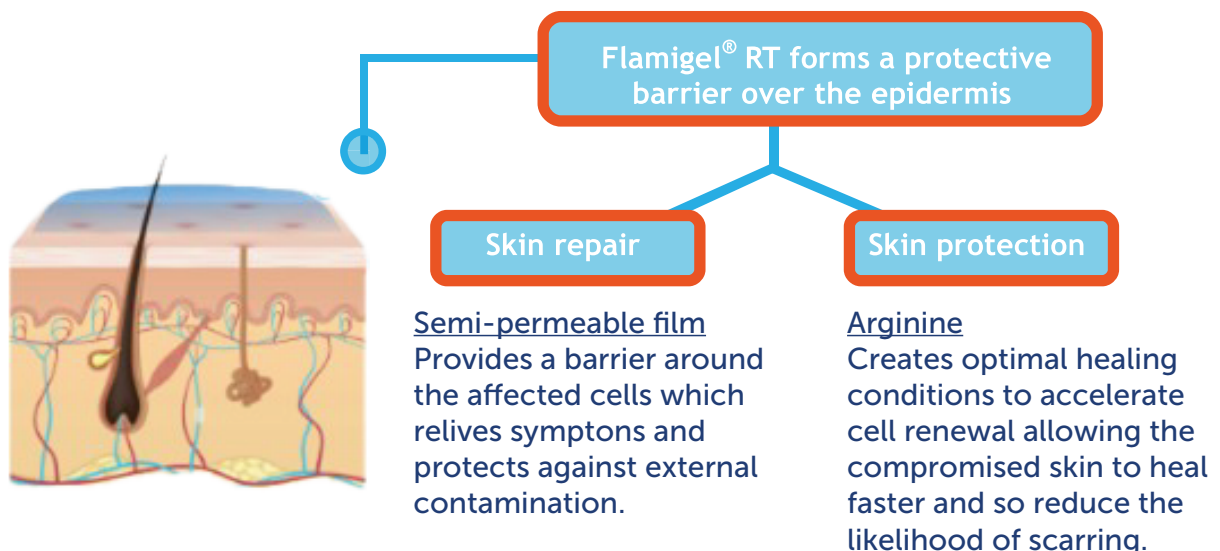 Flamigel® RT forms a protective
barrier over the epidermis
Skin repair
Skin protection
Semi-permeable film
Provides a barrier around
the affected cells which
relives symptons and
protects against external
contamination.
Arginine
Creates optimal healing
conditions to accelerate
cell renewal allowing the
compromised skin to heal
faster and so reduce the
likelihood of scarring.